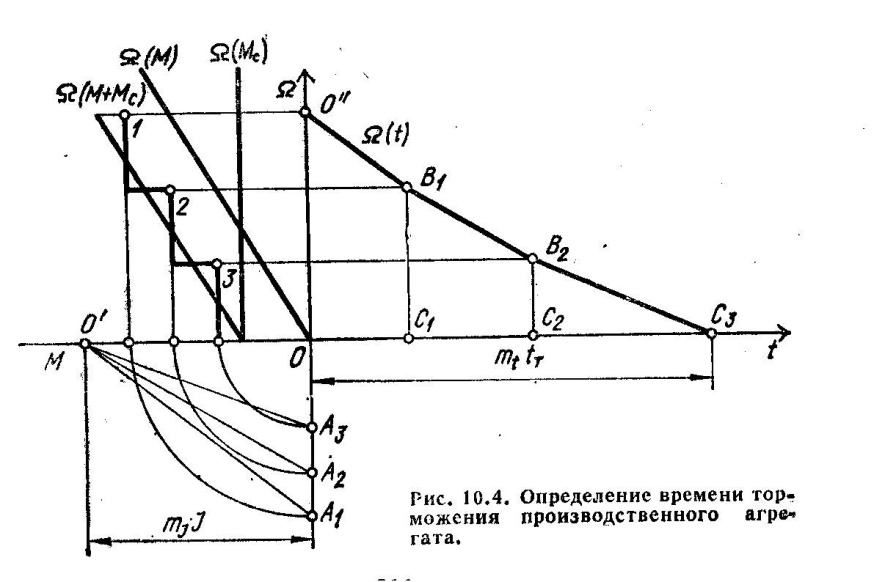 Ω(M)
Ω(Mc)
Ω(M+Mc)
Ω
O"
1
Ω(t)
B1
2
B2
3
O'
C1
C2
C3
M
O
mt tт
t
A3
A2
A1
mjJ
Рис. 10.4. Определение времени тор-
можения производственного агре-
гата.